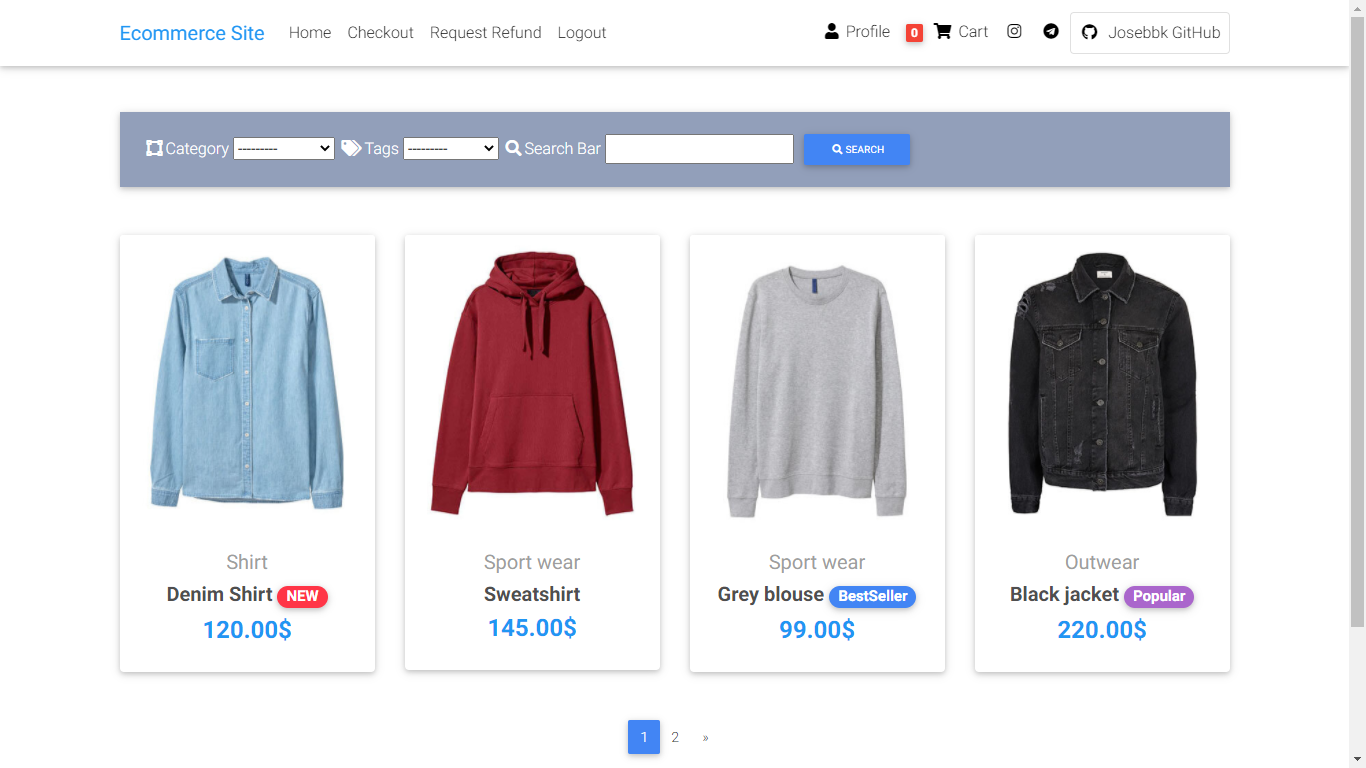 Ecommerce Site Home Checkout Request Refund Logout Profile 0 Cart Josebbk GitHub
Category --------- Tags --------- Search Bar SEARCH
Shirt
Denim Shirt NEW
120.00$
Sport wear
Sweatshirt
145.00$
Sport wear
Grey blouse BestSeller
99.00$
Outwear
Black jacket Popular
220.00$
1 2 »